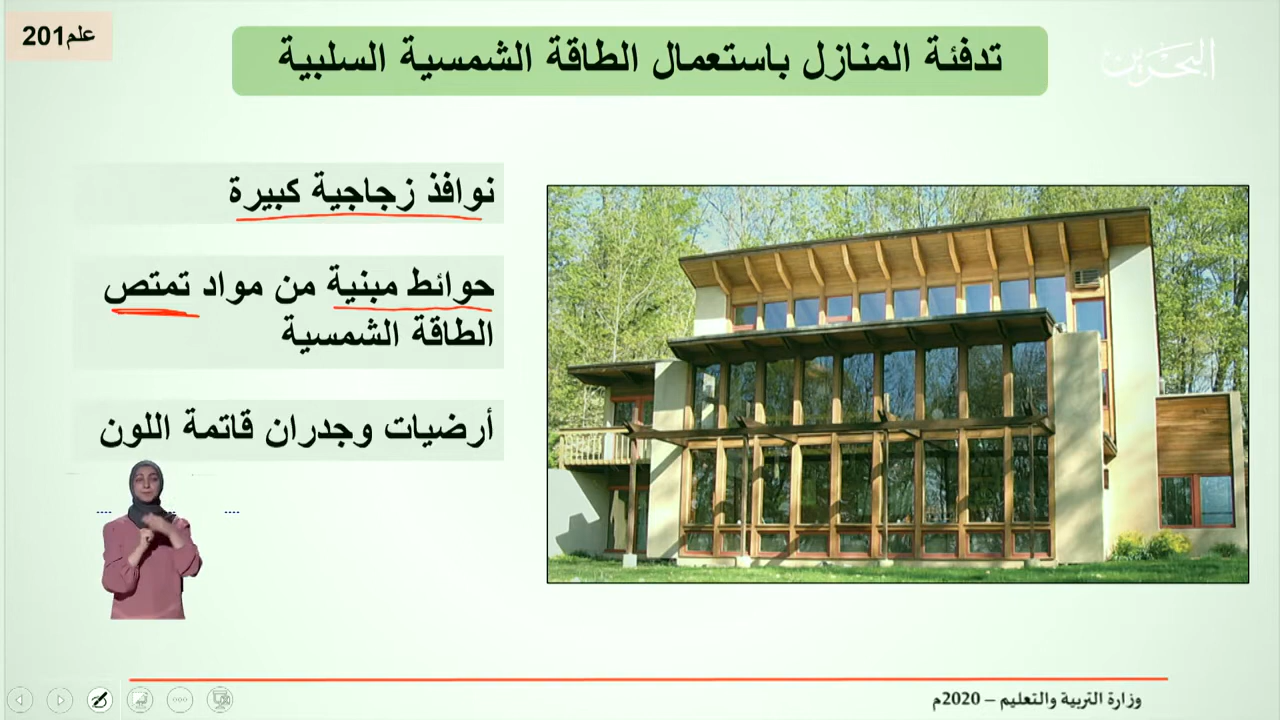 علم201
تدفئة المنازل باستعمال الطاقة الشمسية السلبية
البحرين
نوافذ زجاجية كبيرة
حوائط مبنية من مواد تمتص
الطاقة الشمسية
أرضيات وجدران قاتمة اللون
وزارة التربية والتعليم – 2020م